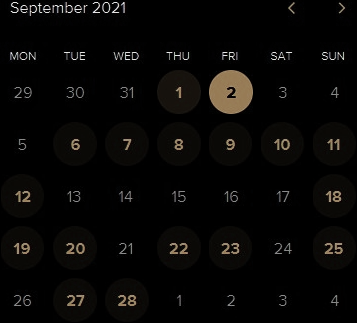 September 2021
MON TUE WED THU FRI SAT SUN
29 30 31 1 2 3 4
5 6 7 8 9 10 11
12 13 14 15 16 17 18
19 20 21 22 23 24 25
26 27 28 1 2 3 4